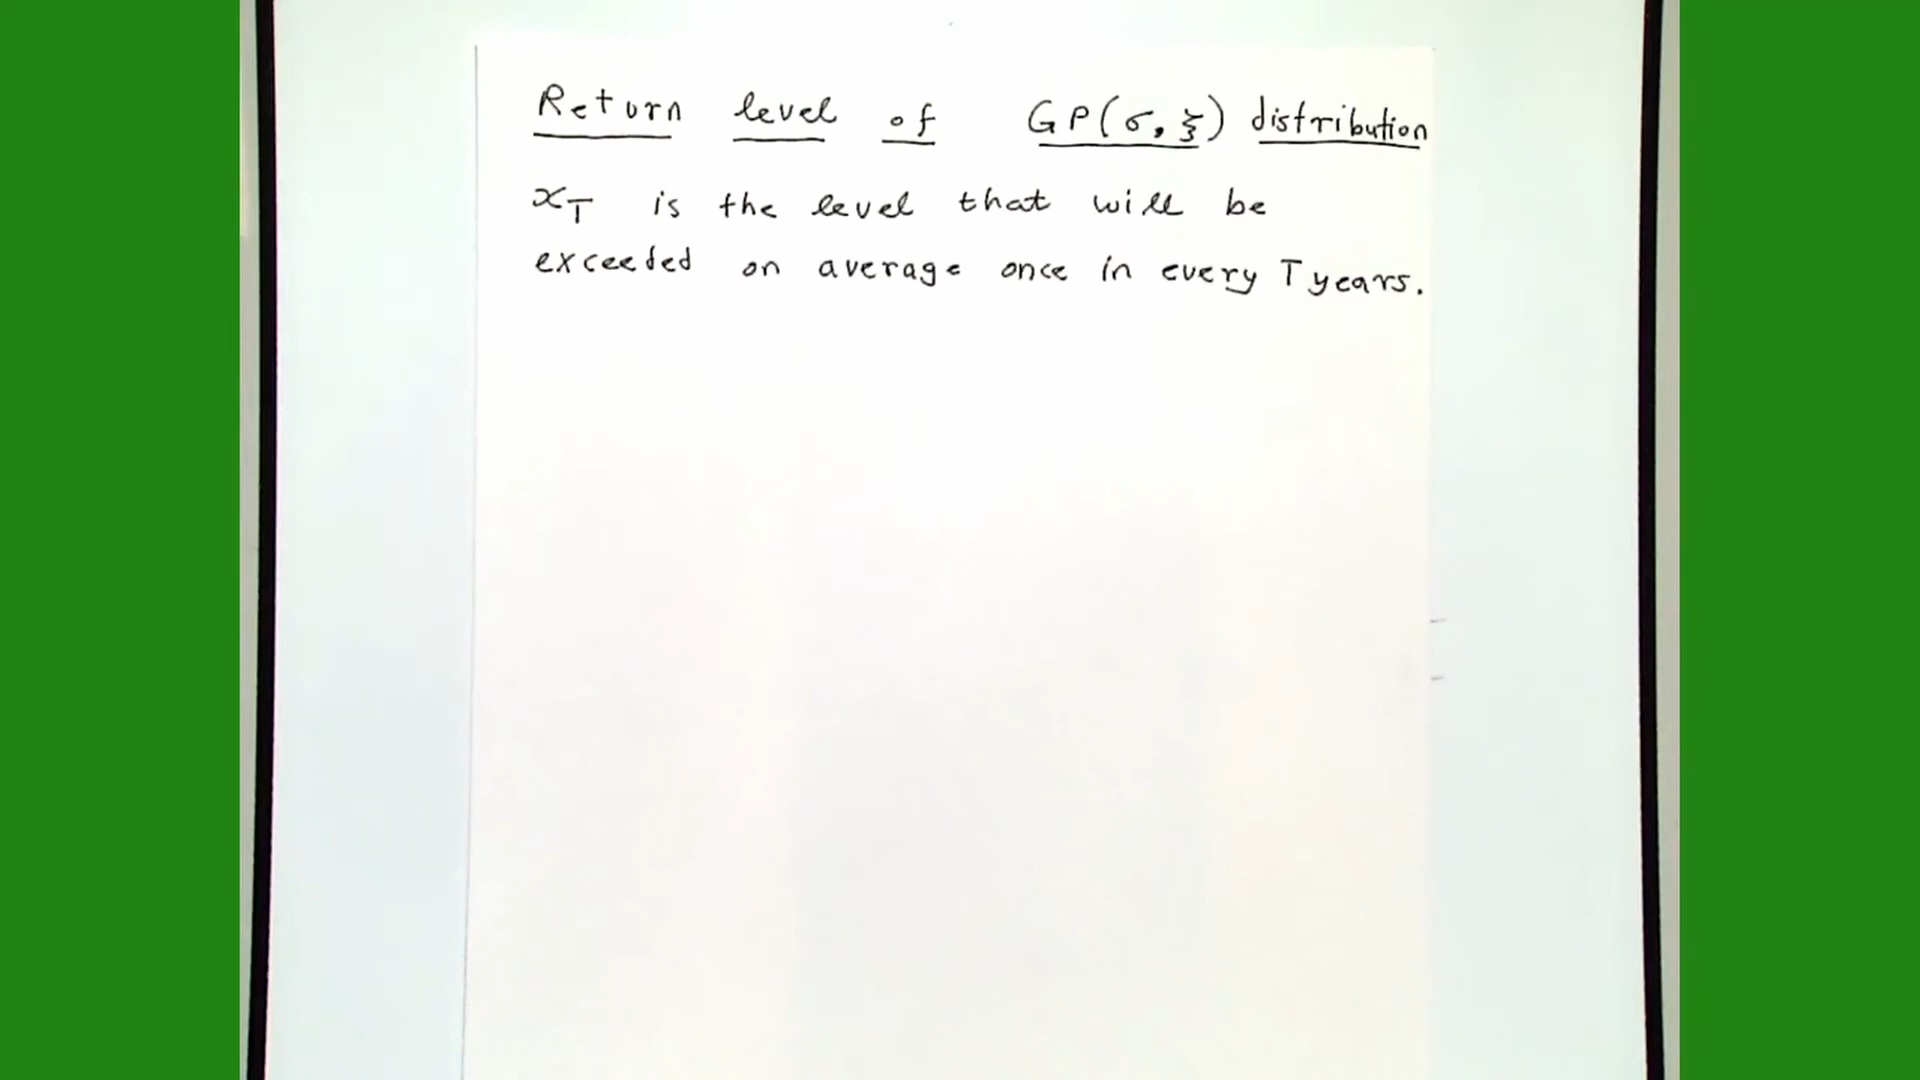 Return level of GP(σ, ξ) distribution
x_T is the level that will be
exceeded on average once in every T years.